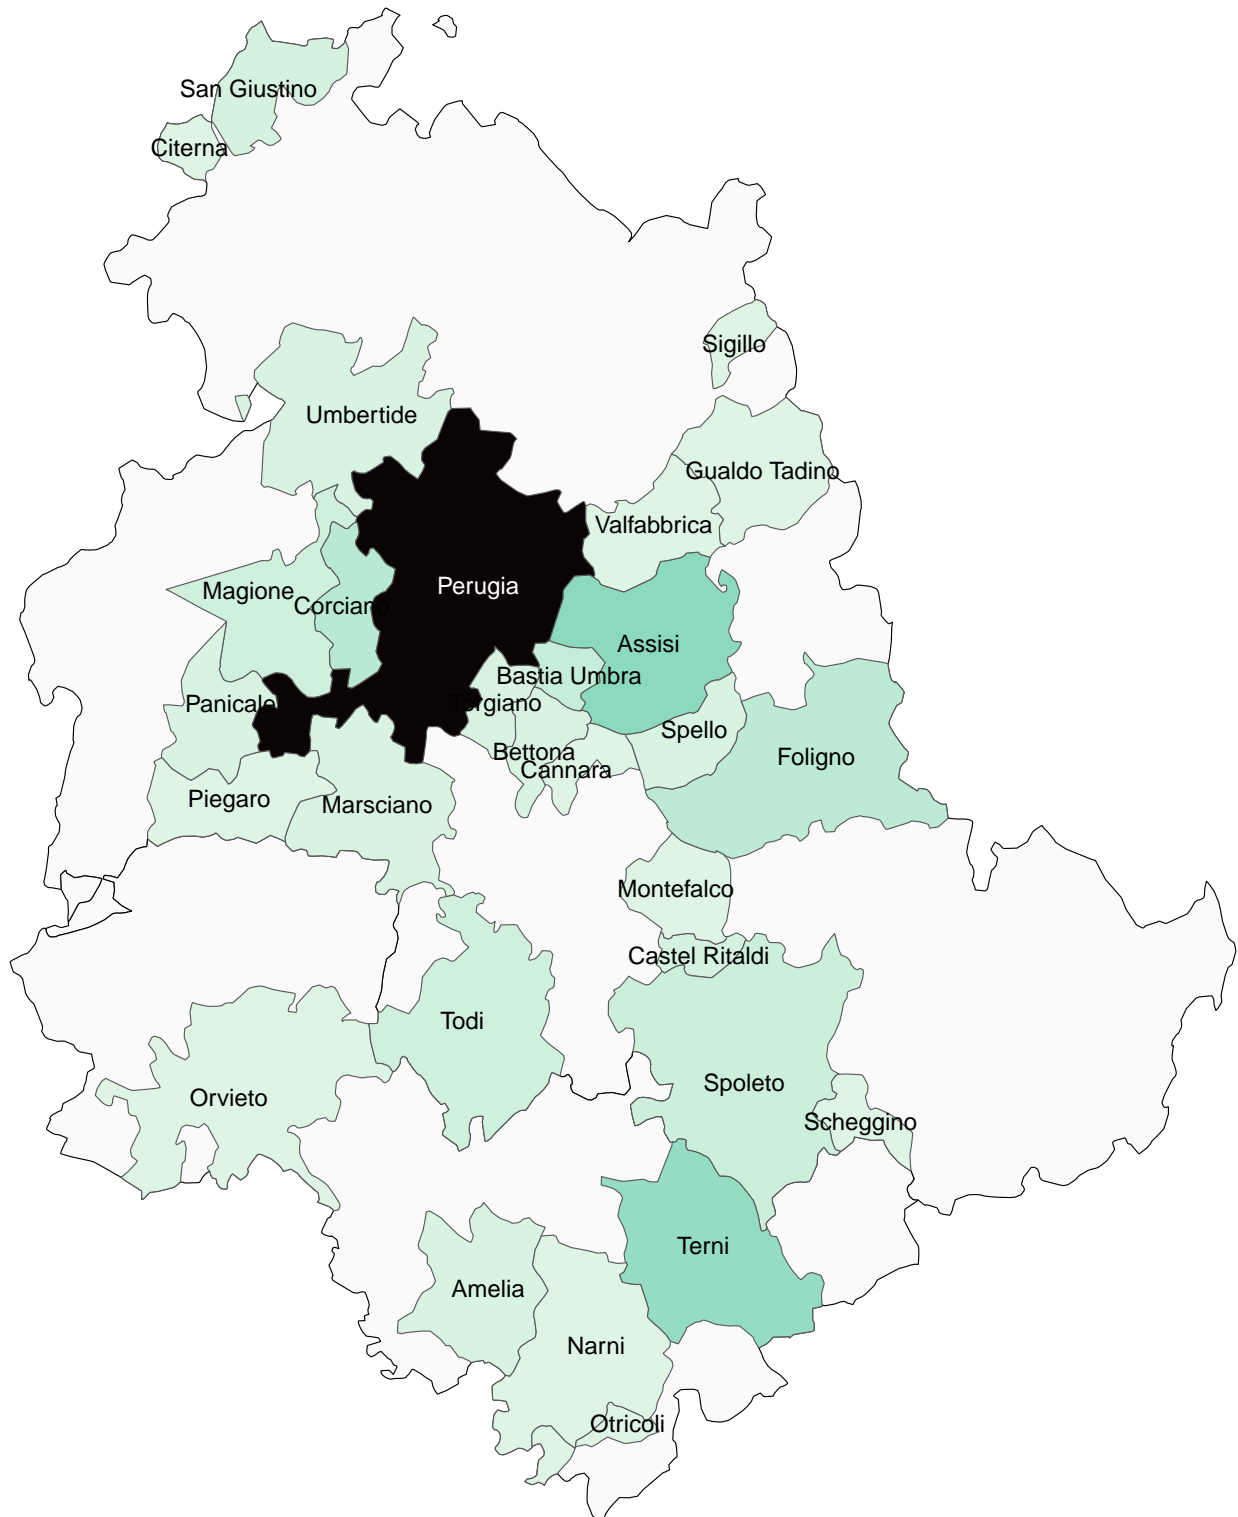 San Giustino
Citerna
Sigillo
Umbertide
Gualdo Tadino
Valfabbrica
Perugia
Magione
Corciano
Assisi
Bastia Umbra
Panicale
Torgiano
Spello
Bettona
Foligno
Cannara
Piegaro
Marsciano
Montefalco
Castel Ritaldi
Todi
Spoleto
Orvieto
Scheggino
Terni
Amelia
Narni
Otricoli